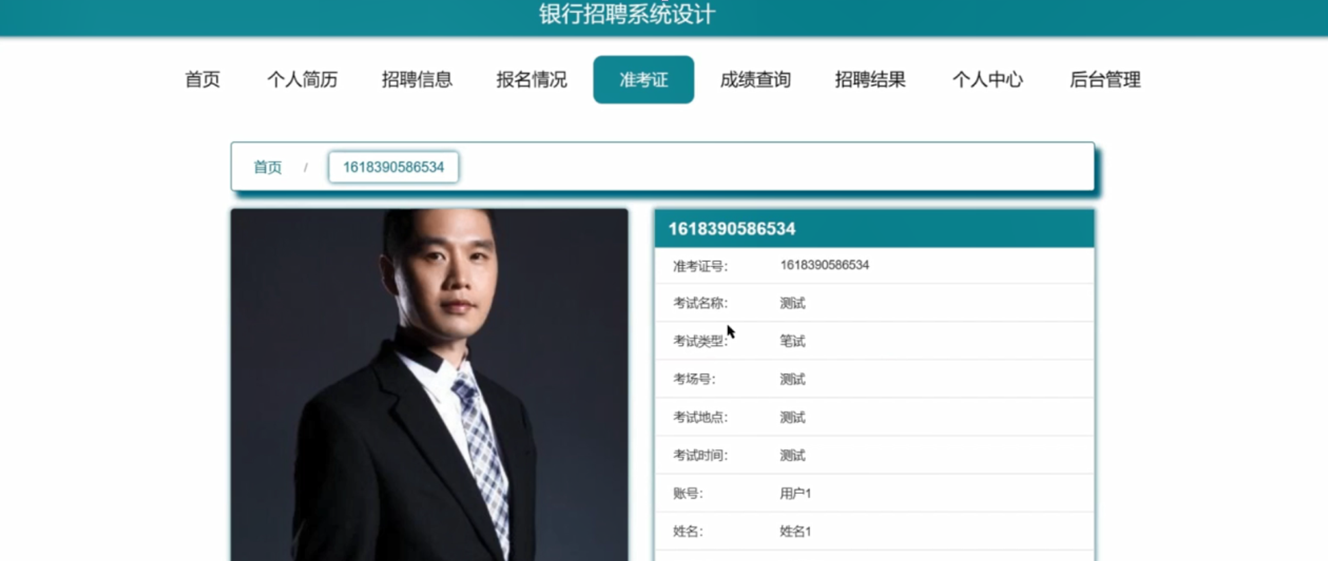 银行招聘系统设计
首页 个人简历 招聘信息 报名情况 准考证 成绩查询 招聘结果 个人中心 后台管理
首页 / 1618390586534
1618390586534
准考证号： 1618390586534
考试名称： 测试
考试类型： 笔试
考场号： 测试
考试地点： 测试
考试时间： 测试
账号： 用户1
姓名： 姓名1